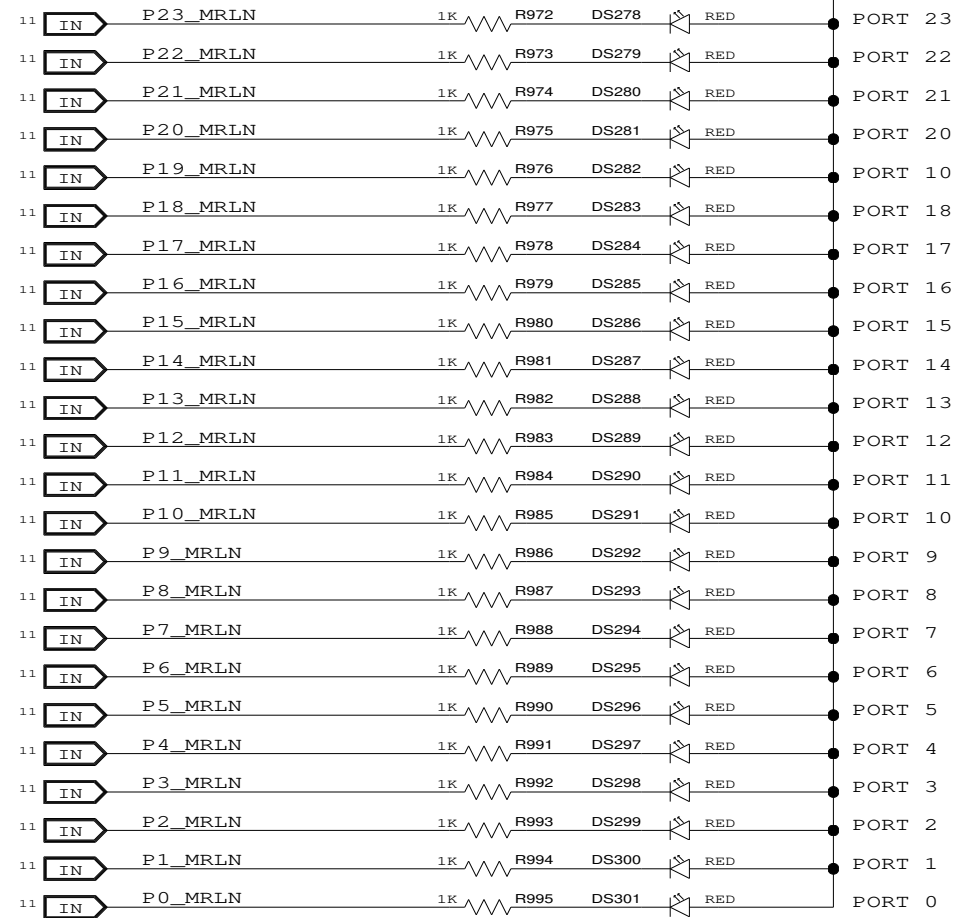 11 IN P23_MRLN 1K R972 DS278 RED PORT 23
11 IN P22_MRLN 1K R973 DS279 RED PORT 22
11 IN P21_MRLN 1K R974 DS280 RED PORT 21
11 IN P20_MRLN 1K R975 DS281 RED PORT 20
11 IN P19_MRLN 1K R976 DS282 RED PORT 10
11 IN P18_MRLN 1K R977 DS283 RED PORT 18
11 IN P17_MRLN 1K R978 DS284 RED PORT 17
11 IN P16_MRLN 1K R979 DS285 RED PORT 16
11 IN P15_MRLN 1K R980 DS286 RED PORT 15
11 IN P14_MRLN 1K R981 DS287 RED PORT 14
11 IN P13_MRLN 1K R982 DS288 RED PORT 13
11 IN P12_MRLN 1K R983 DS289 RED PORT 12
11 IN P11_MRLN 1K R984 DS290 RED PORT 11
11 IN P10_MRLN 1K R985 DS291 RED PORT 10
11 IN P9_MRLN 1K R986 DS292 RED PORT 9
11 IN P8_MRLN 1K R987 DS293 RED PORT 8
11 IN P7_MRLN 1K R988 DS294 RED PORT 7
11 IN P6_MRLN 1K R989 DS295 RED PORT 6
11 IN P5_MRLN 1K R990 DS296 RED PORT 5
11 IN P4_MRLN 1K R991 DS297 RED PORT 4
11 IN P3_MRLN 1K R992 DS298 RED PORT 3
11 IN P2_MRLN 1K R993 DS299 RED PORT 2
11 IN P1_MRLN 1K R994 DS300 RED PORT 1
11 IN P0_MRLN 1K R995 DS301 RED PORT 0